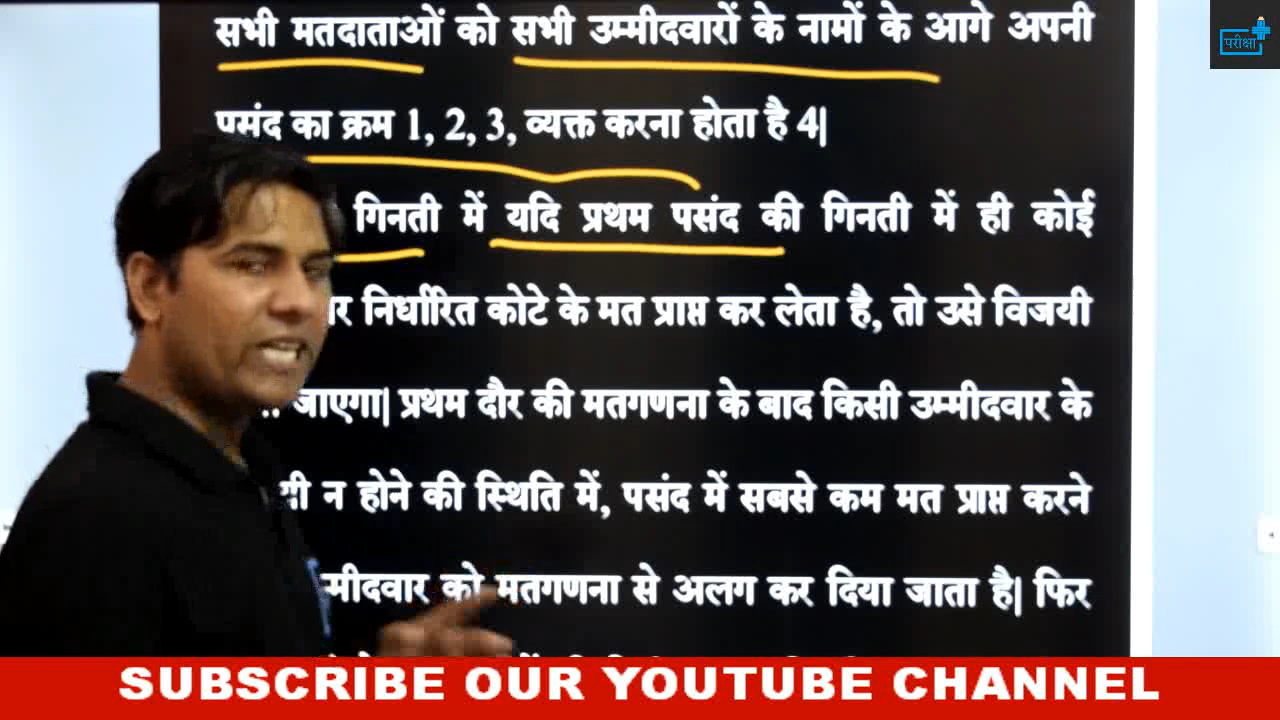 सभी मतदाताओं को सभी उम्मीदवारों के नामों के आगे अपनी
परीक्षा
पसंद का क्रम 1, 2, 3, व्यक्त करना होता है 4|
गिनती में यदि प्रथम पसंद की गिनती में ही कोई
निर्धारित कोटे के मत प्राप्त कर लेता है, तो उसे विजयी
जाएगा| प्रथम दौर की मतगणना के बाद किसी उम्मीदवार के
न होने की स्थिति में, पसंद में सबसे कम मत प्राप्त करने
को मतगणना से अलग कर दिया जाता है| फिर
SUBSCRIBE OUR YOUTUBE CHANNEL